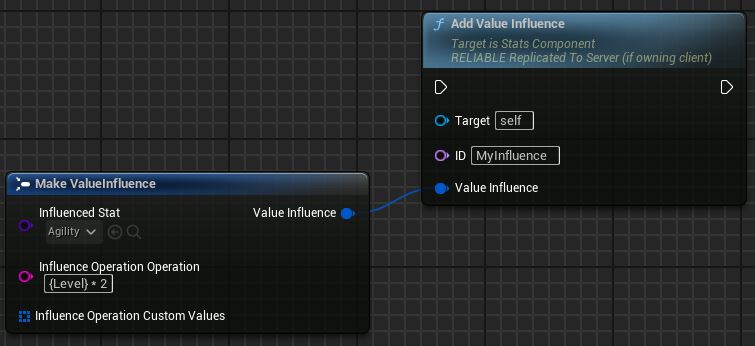 Add Value Influence
Target is Stats Component
RELIABLE Replicated To Server (if owning client)
Target self
ID MyInfluence
Value Influence
Make ValueInfluence
Influenced Stat Value Influence
Agility
Influence Operation Operation
{Level} * 2
Influence Operation Custom Values